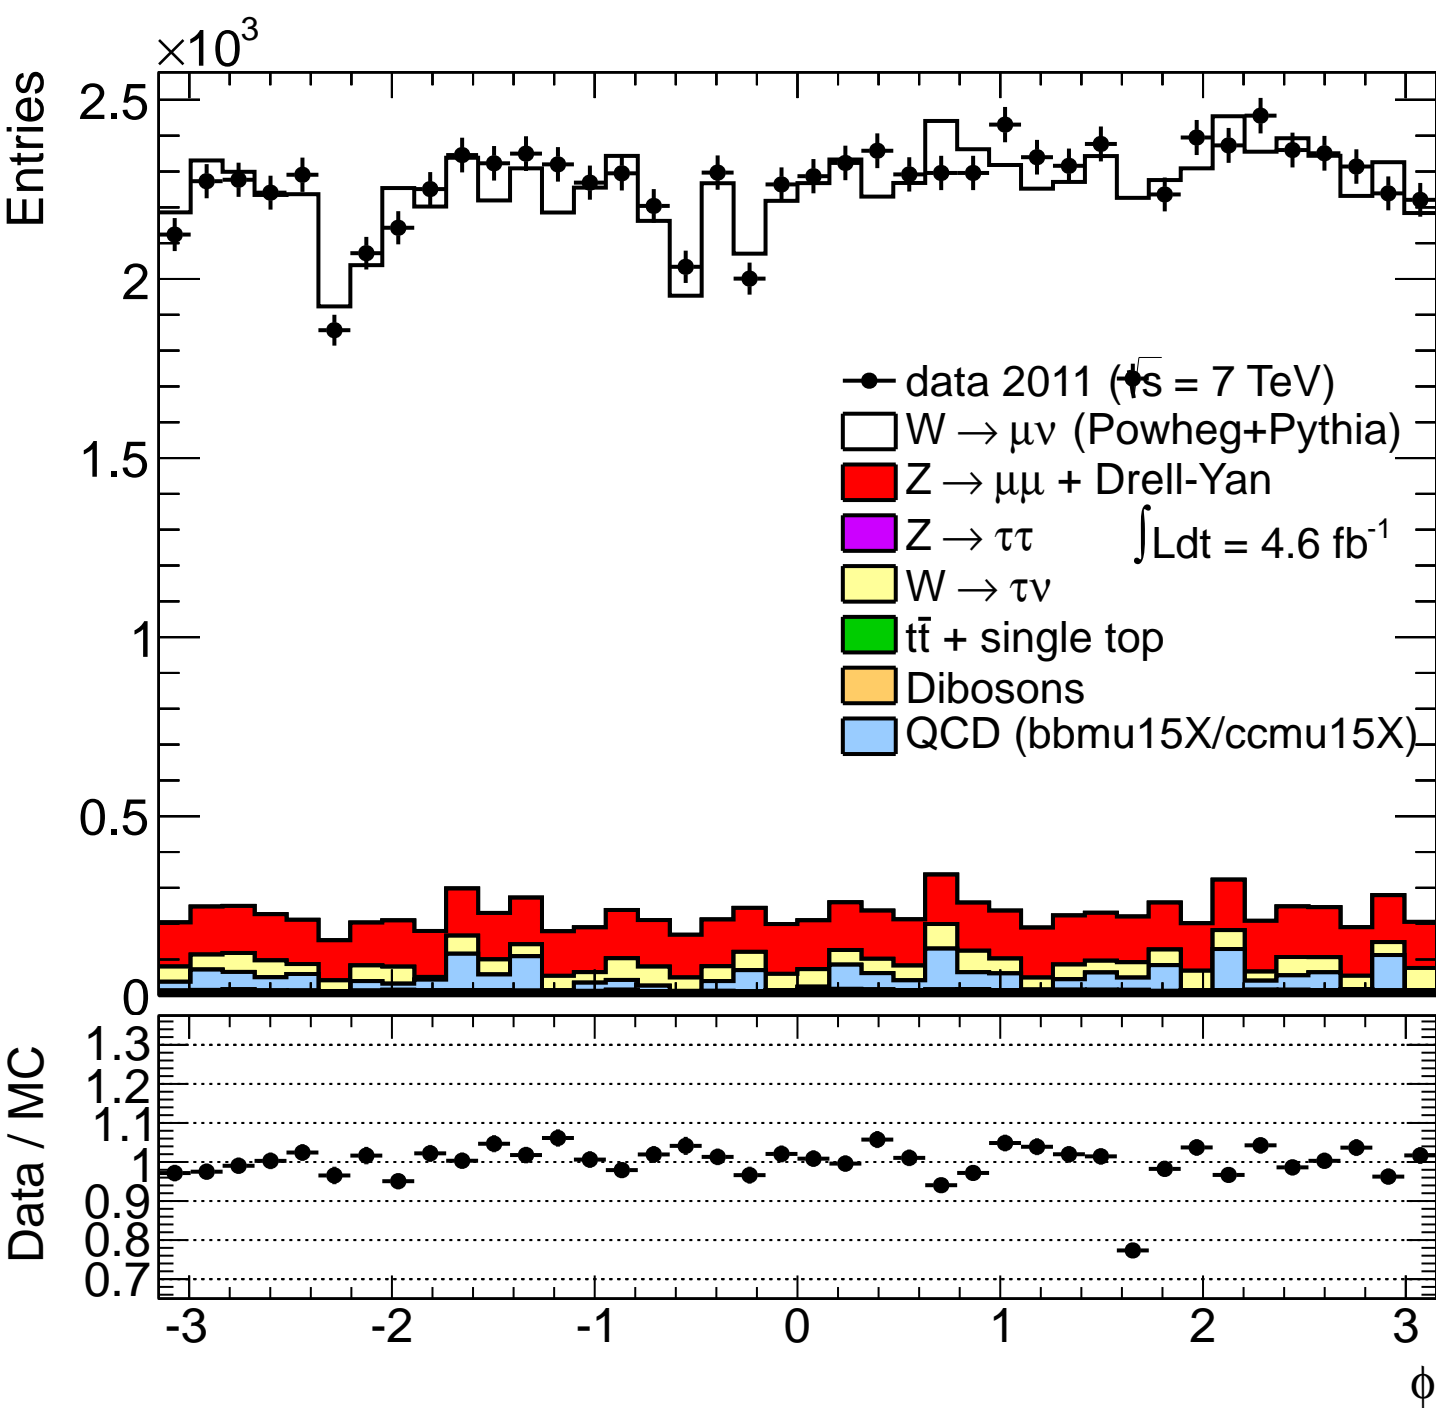 ×10³
Entries
2.5
2
1.5
1
0.5
0
data 2011 (√s = 7 TeV)
W → μν (Powheg+Pythia)
Z → μμ + Drell-Yan
Z → ττ
∫Ldt = 4.6 fb⁻¹
W → τν
tt̄ + single top
Dibosons
QCD (bbmu15X/ccmu15X)
Data / MC
1.3
1.2
1.1
1
0.9
0.8
0.7
-3 -2 -1 0 1 2 3
ϕ